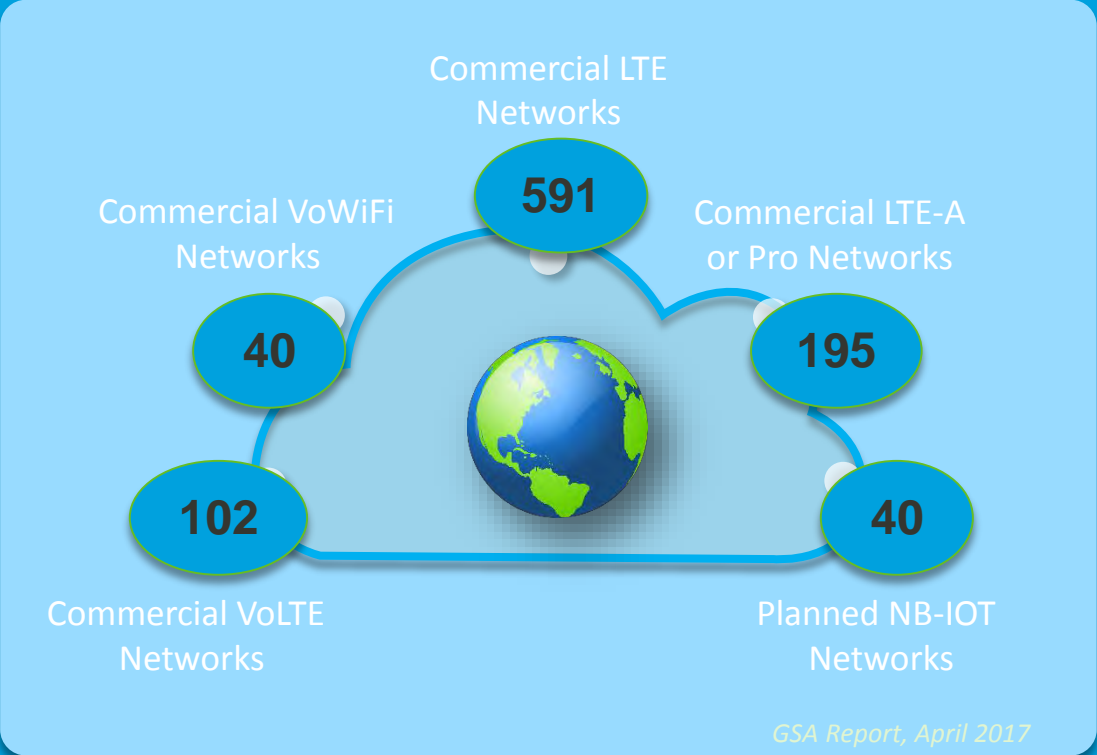 Commercial LTE
Networks
591
Commercial VoWiFi
Networks
40
Commercial LTE-A
or Pro Networks
195
102
Commercial VoLTE
Networks
40
Planned NB-IOT
Networks
GSA Report, April 2017